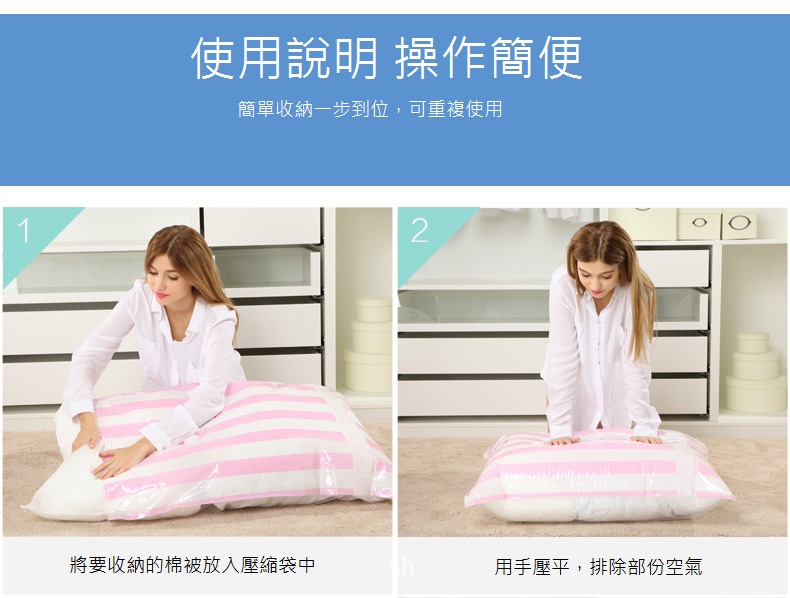 使用說明 操作簡便
簡單收納一步到位，可重複使用
1
2
將要收納的棉被放入壓縮袋中
用手壓平，排除部份空氣